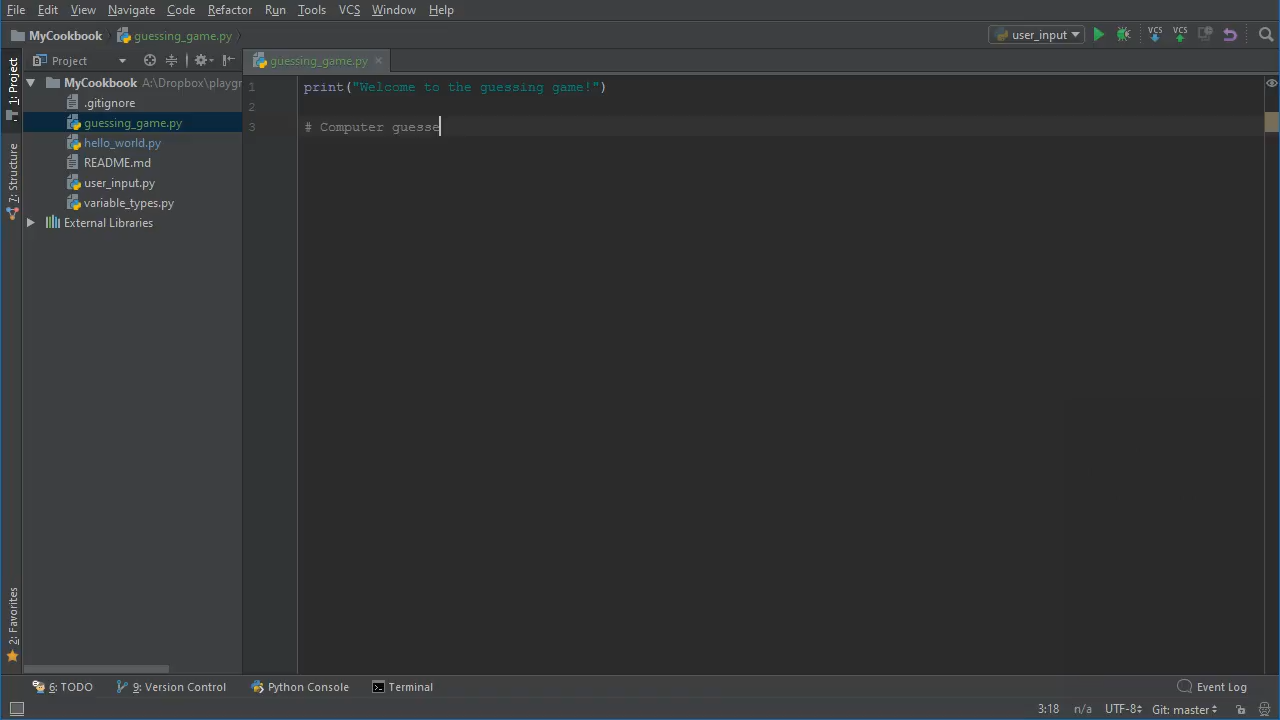 File Edit View Navigate Code Refactor Run Tools VCS Window Help
MyCookbook guessing_game.py user_input VCS VCS
1: Project
Project
guessing_game.py
MyCookbook A:\Dropbox\playgr
.gitignore
guessing_game.py
hello_world.py
README.md
user_input.py
variable_types.py
External Libraries
7: Structure
2: Favorites
1 print("Welcome to the guessing game!")
2
3 # Computer guesse
6: TODO 9: Version Control Python Console Terminal Event Log
3:18 n/a UTF-8 Git: master